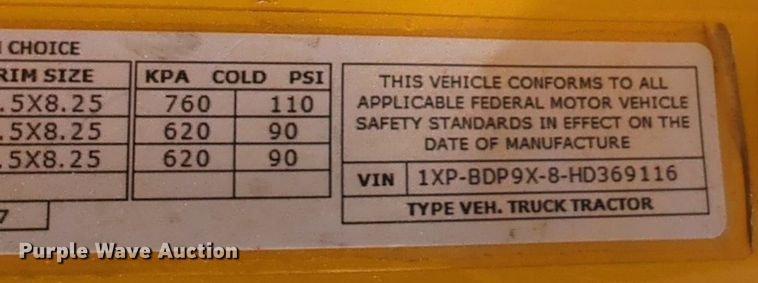 CHOICE
RIM SIZE KPA COLD PSI
.5X8.25 760 110
.5X8.25 620 90
.5X8.25 620 90
7
THIS VEHICLE CONFORMS TO ALL
APPLICABLE FEDERAL MOTOR VEHICLE
SAFETY STANDARDS IN EFFECT ON THE
DATE OF MANUFACTURE
VIN 1XP-BDP9X-8-HD369116
TYPE VEH. TRUCK TRACTOR
Purple Wave Auction